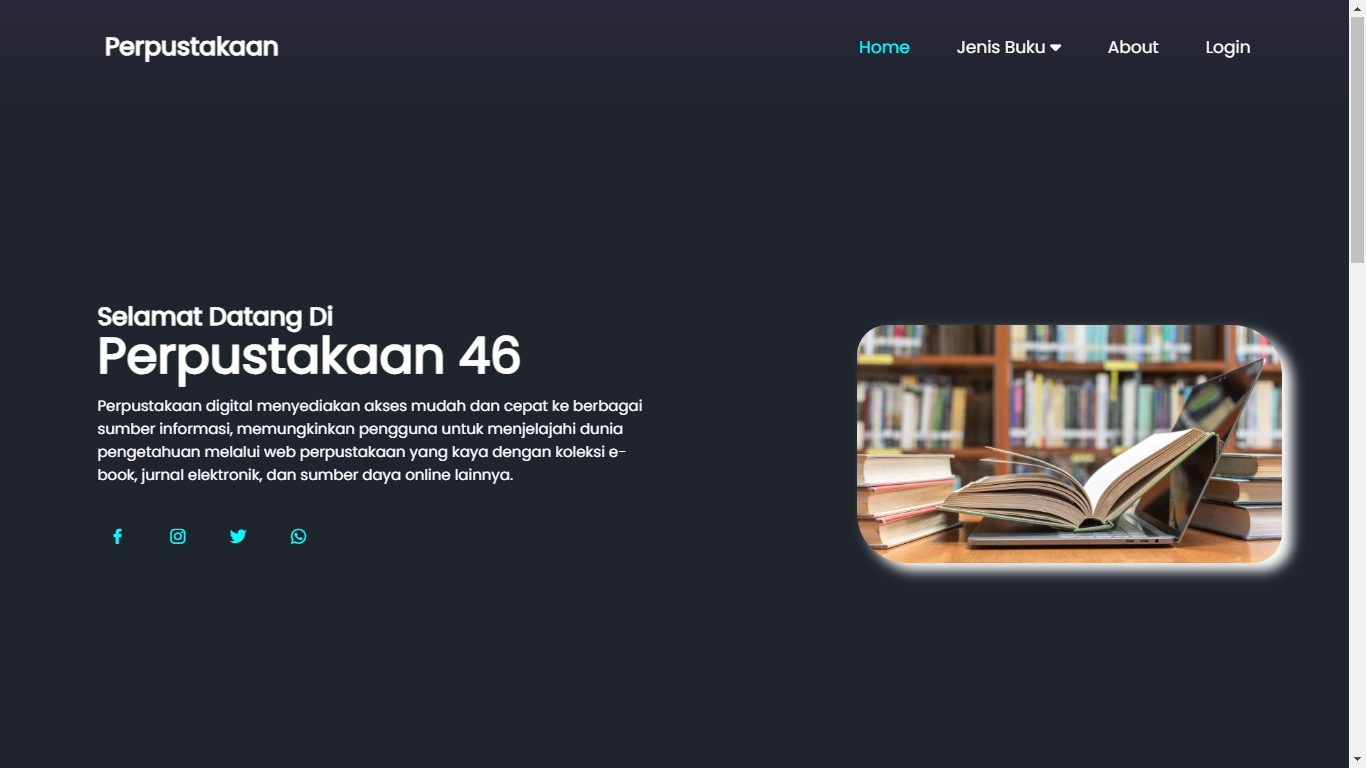 Perpustakaan
Home
Jenis Buku
About
Login
Selamat Datang Di
Perpustakaan 46
Perpustakaan digital menyediakan akses mudah dan cepat ke berbagai
sumber informasi, memungkinkan pengguna untuk menjelajahi dunia
pengetahuan melalui web perpustakaan yang kaya dengan koleksi e-
book, jurnal elektronik, dan sumber daya online lainnya.